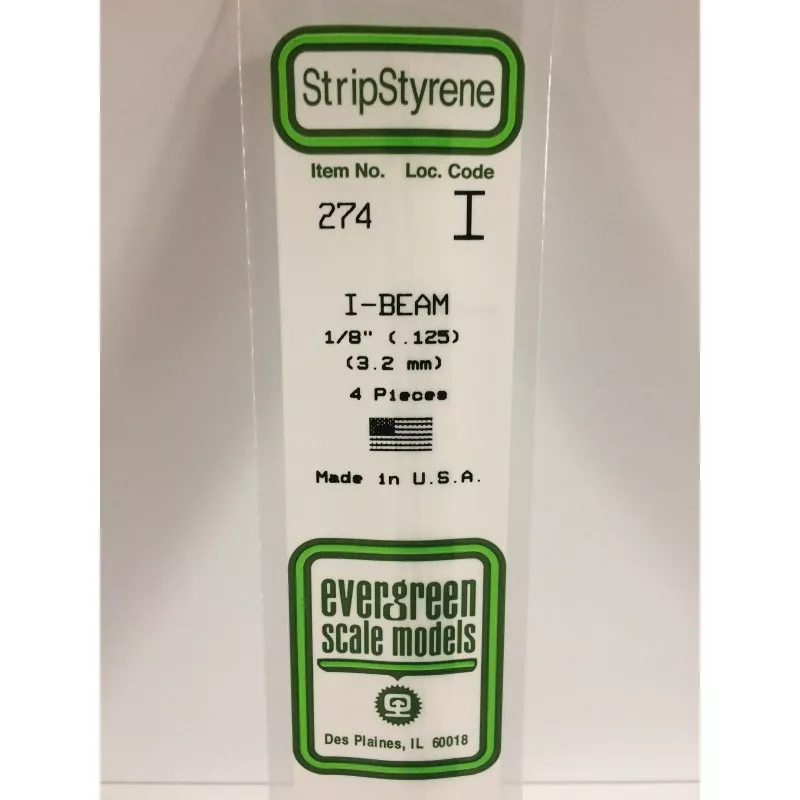 StripStyrene
Item No. Loc. Code
274 I
I-BEAM
1/8" (.125)
(3.2 mm)
4 Pieces
Made in U.S.A.
evergreen
scale models
Des Plaines, IL 60018